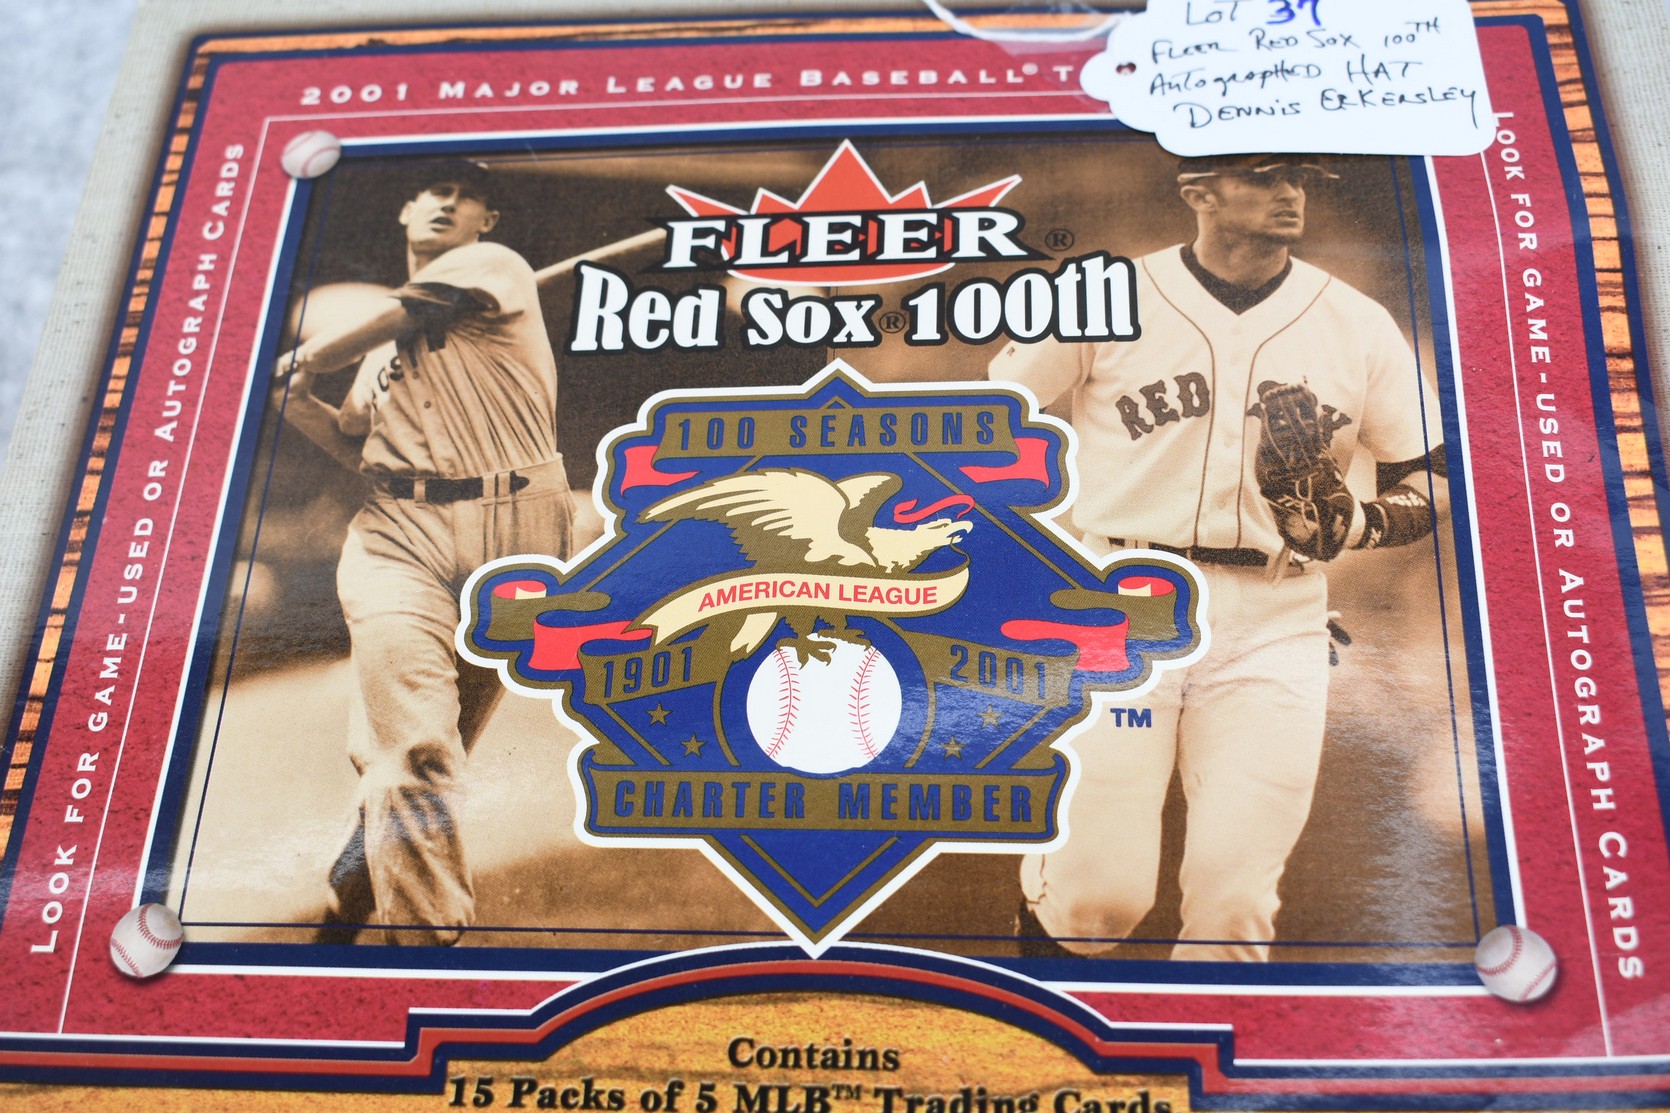 LOT 37
FLEER RED SOX 100TH
AUTOGRAPHED HAT
DENNIS ECKERSLEY
2001 MAJOR LEAGUE BASEBALL® T
LOOK FOR GAME-USED OR AUTOGRAPH CARDS
LOOK FOR GAME-USED OR AUTOGRAPH CARDS
FLEER®
Red Sox® 100th
RED
100 SEASONS
AMERICAN LEAGUE
1901 2001
TM
CHARTER MEMBER
Contains
15 Packs of 5 MLB™ Trading Cards